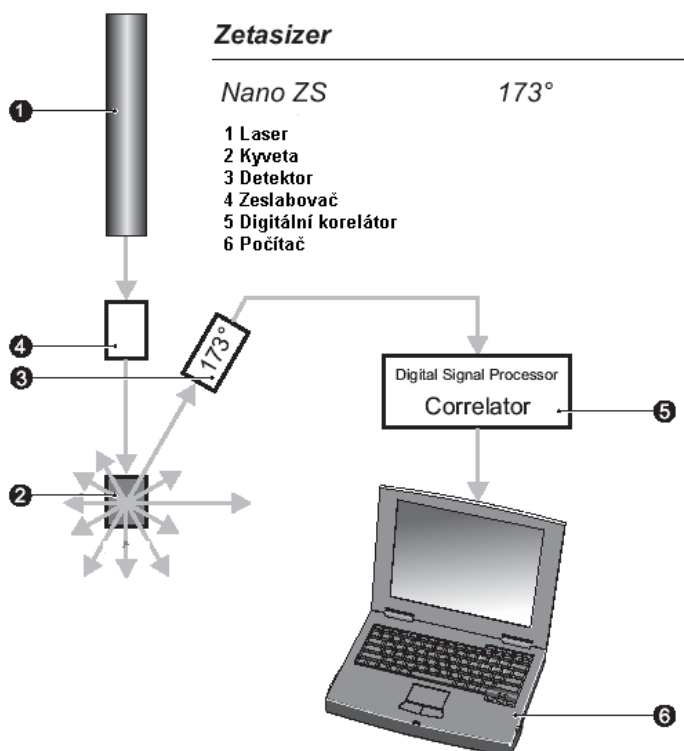 Zetasizer
Nano ZS 173°
1 Laser
2 Kyveta
3 Detektor
4 Zeslabovač
5 Digitální korelátor
6 Počítač
1
4
3
173°
2
Digital Signal Processor
Correlator
5
6